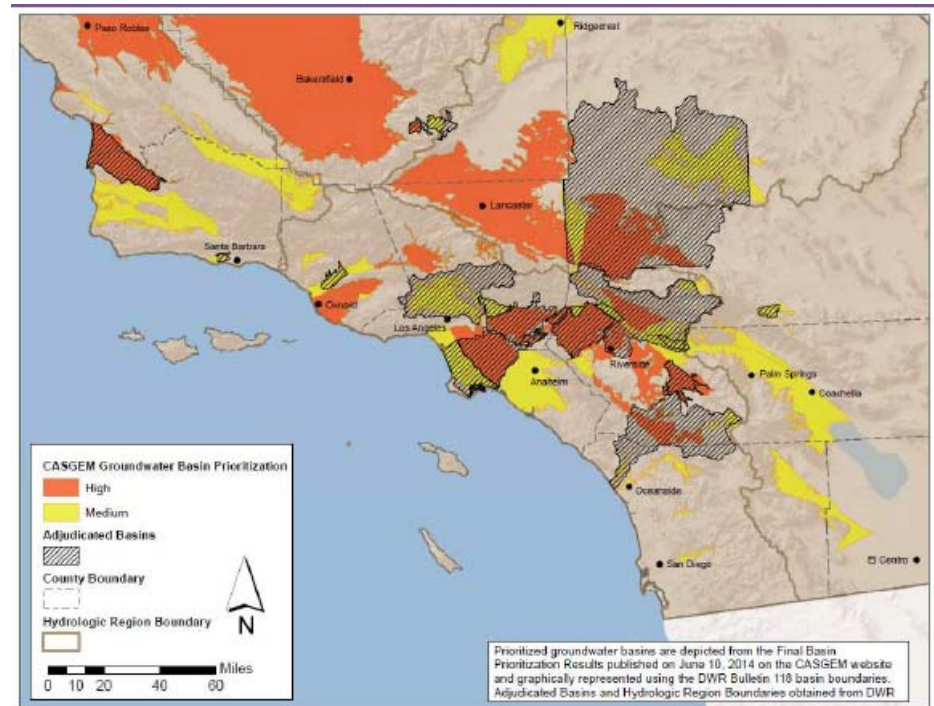 Paso Robles
Ridgecrest
Bakersfield
Lancaster
Santa Barbara
Oxnard
Los Angeles
Riverside
Anaheim
Palm Springs
Coachella
Oceanside
San Diego
El Centro
CASGEM Groundwater Basin Prioritization
High
Medium
Adjudicated Basins
County Boundary
Hydrologic Region Boundary
N
Miles
0 10 20 40 60
Prioritized groundwater basins are depicted from the Final Basin
Prioritization Results published on June 10, 2014 on the CASGEM website
and graphically represented using the DWR Bulletin 118 basin boundaries.
Adjudicated Basins and Hydrologic Region Boundaries obtained from DWR